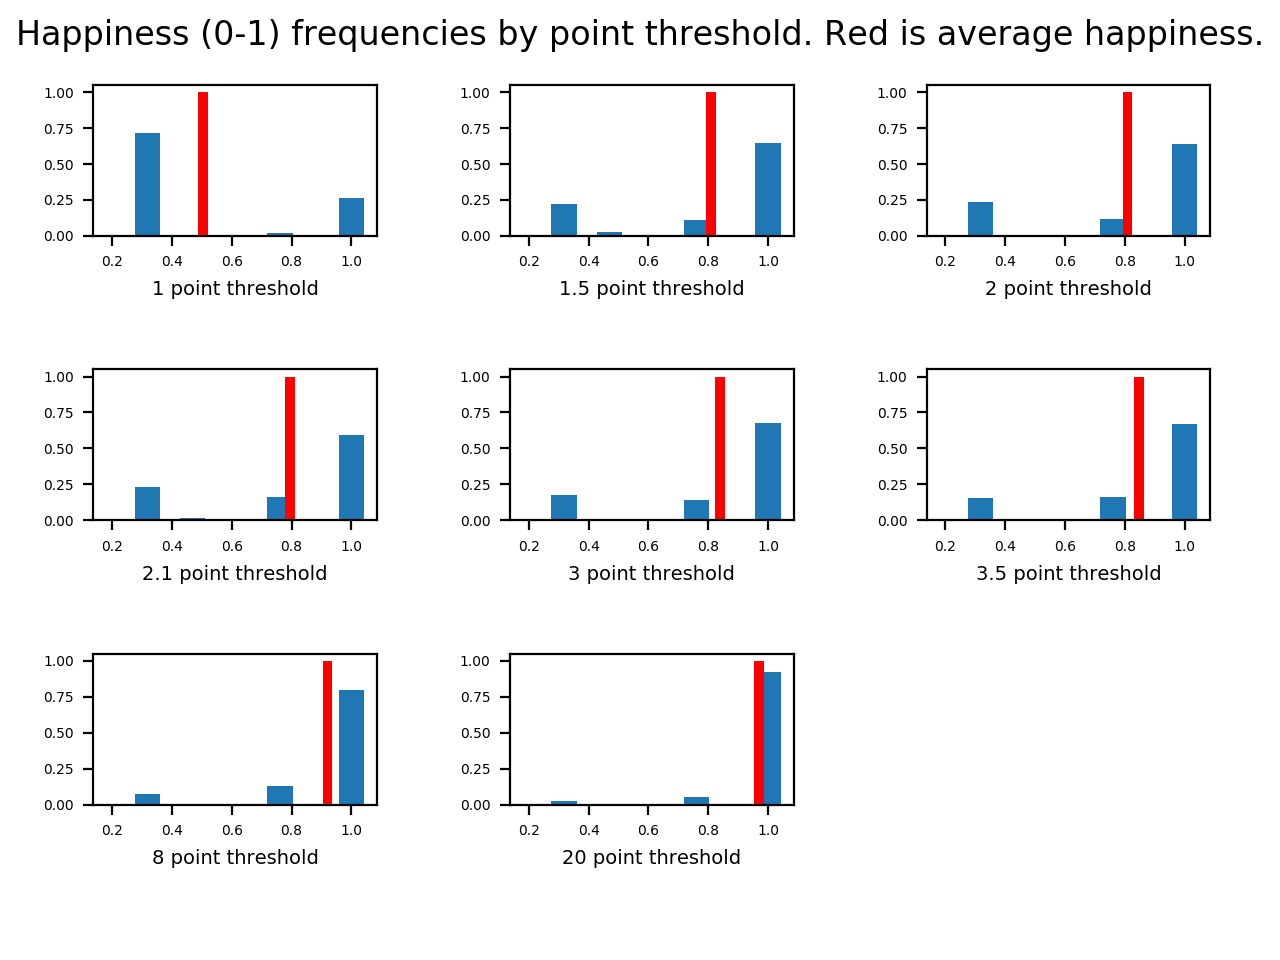 Happiness (0-1) frequencies by point threshold. Red is average happiness.
1.00 1.00 1.00
0.75 0.75 0.75
0.50 0.50 0.50
0.25 0.25 0.25
0.00 0.00 0.00
0.2 0.4 0.6 0.8 1.0 0.2 0.4 0.6 0.8 1.0 0.2 0.4 0.6 0.8 1.0
1 point threshold 1.5 point threshold 2 point threshold
1.00 1.00 1.00
0.75 0.75 0.75
0.50 0.50 0.50
0.25 0.25 0.25
0.00 0.00 0.00
0.2 0.4 0.6 0.8 1.0 0.2 0.4 0.6 0.8 1.0 0.2 0.4 0.6 0.8 1.0
2.1 point threshold 3 point threshold 3.5 point threshold
1.00 1.00
0.75 0.75
0.50 0.50
0.25 0.25
0.00 0.00
0.2 0.4 0.6 0.8 1.0 0.2 0.4 0.6 0.8 1.0
8 point threshold 20 point threshold